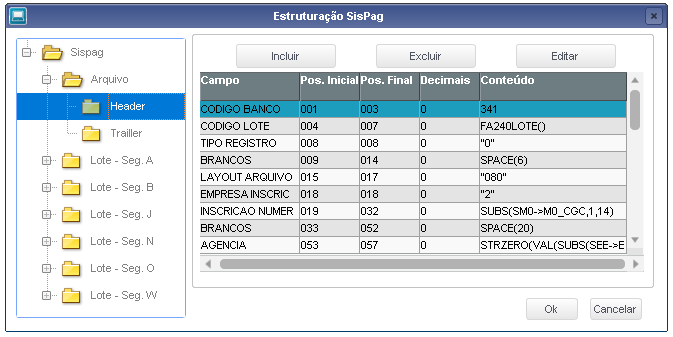 Estruturação SisPag
Sispag
Arquivo
Header
Trailler
Lote - Seg. A
Lote - Seg. B
Lote - Seg. J
Lote - Seg. N
Lote - Seg. O
Lote - Seg. W
Incluir Excluir Editar
Campo Pos. Inicial Pos. Final Decimais Conteúdo
CODIGO BANCO 001 003 0 341
CODIGO LOTE 004 007 0 FA240LOTE()
TIPO REGISTRO 008 008 0 "0"
BRANCOS 009 014 0 SPACE(6)
LAYOUT ARQUIVO 015 017 0 "080"
EMPRESA INSCRIC 018 018 0 "2"
INSCRICAO NUMER 019 032 0 SUBS(SM0->M0_CGC,1,14)
BRANCOS 033 052 0 SPACE(20)
AGENCIA 053 057 0 STRZERO(VAL(SUBS(SEE->E
Ok Cancelar